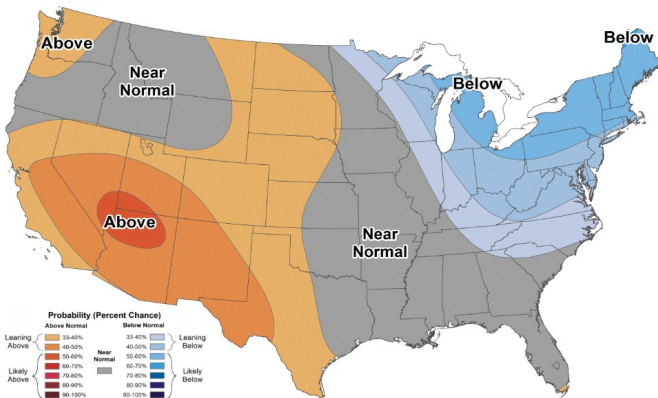 Above
Near
Normal
Below
Below
Above
Near
Normal
Probability (Percent Chance)
Above Normal
Below Normal
Leaning
Above
33-40%
40-50%
Likely
Above
50-60%
60-70%
70-80%
80-90%
90-100%
Near
Normal
33-40%
40-50%
Leaning
Below
50-60%
60-70%
70-80%
80-90%
90-100%
Likely
Below